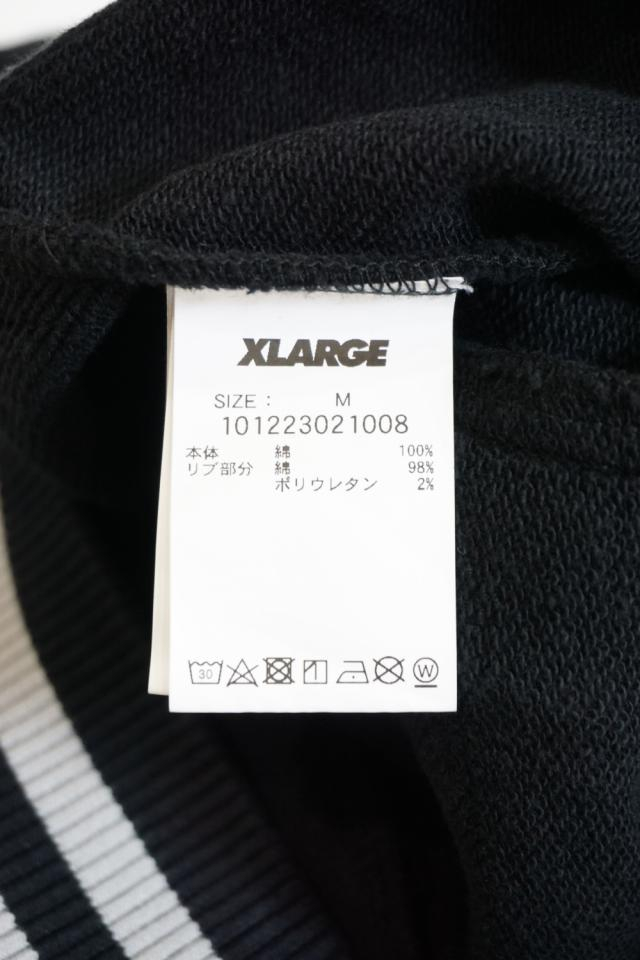 XLARGE
SIZE : M
101223021008
本体 綿 100%
リブ部分 綿 98%
ポリウレタン 2%
30
W